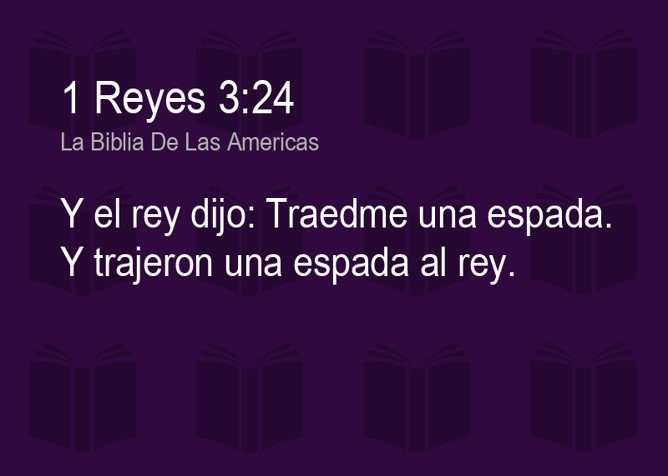 1 Reyes 3:24
La Biblia De Las Americas
Y el rey dijo: Traedme una espada.
Y trajeron una espada al rey.